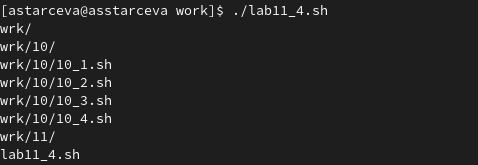 [astarceva@asstarceva work]$ ./lab11_4.sh
wrk/
wrk/10/
wrk/10/10_1.sh
wrk/10/10_2.sh
wrk/10/10_3.sh
wrk/10/10_4.sh
wrk/11/
lab11_4.sh